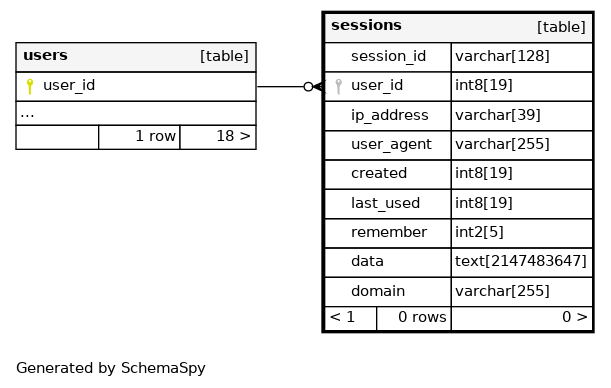 users [table]
user_id
...
1 row 18 >
sessions [table]
session_id varchar[128]
user_id int8[19]
ip_address varchar[39]
user_agent varchar[255]
created int8[19]
last_used int8[19]
remember int2[5]
data text[2147483647]
domain varchar[255]
< 1 0 rows 0 >
Generated by SchemaSpy